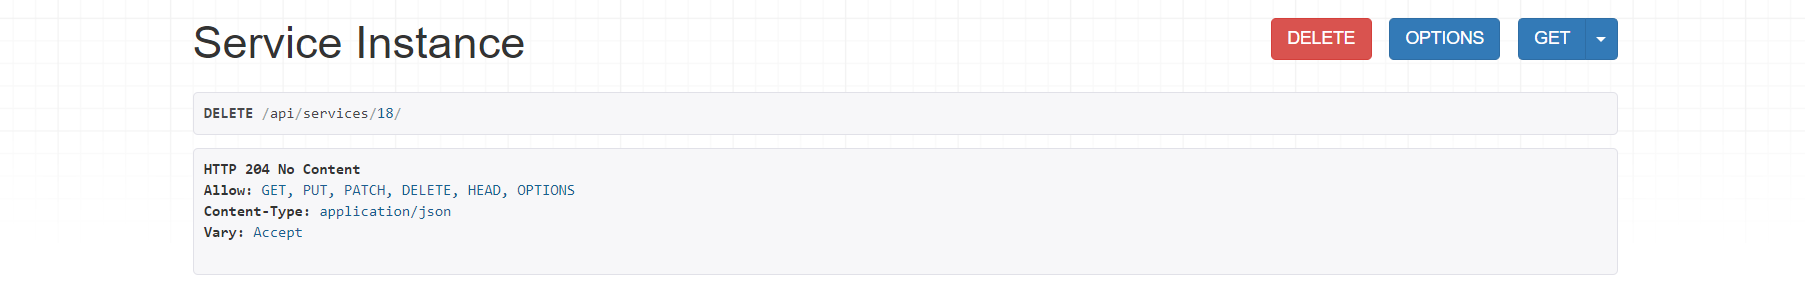 Service Instance
DELETE OPTIONS GET
DELETE /api/services/18/
HTTP 204 No Content
Allow: GET, PUT, PATCH, DELETE, HEAD, OPTIONS
Content-Type: application/json
Vary: Accept